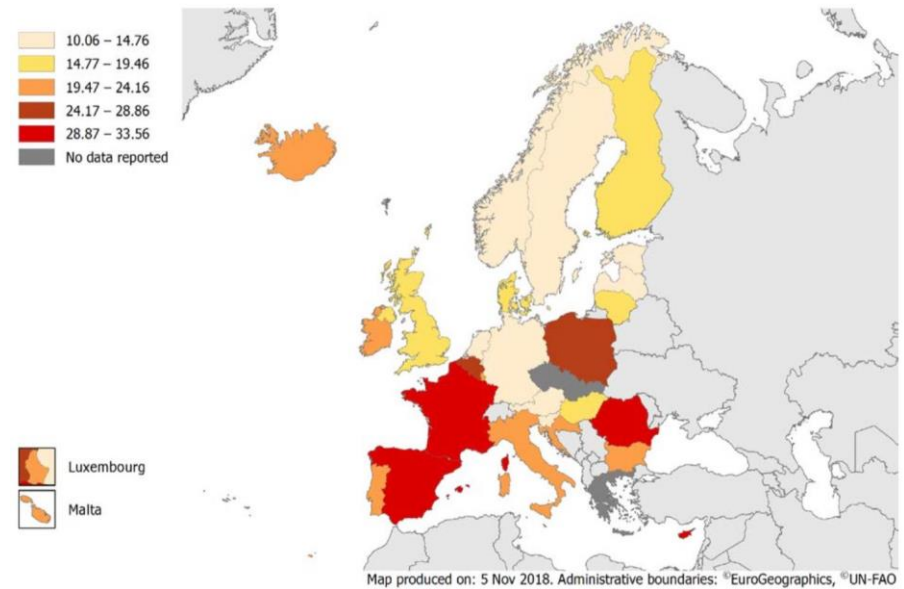 10.06 – 14.76
14.77 – 19.46
19.47 – 24.16
24.17 – 28.86
28.87 – 33.56
No data reported
Luxembourg
Malta
Map produced on: 5 Nov 2018. Administrative boundaries: ©EuroGeographics, ©UN-FAO